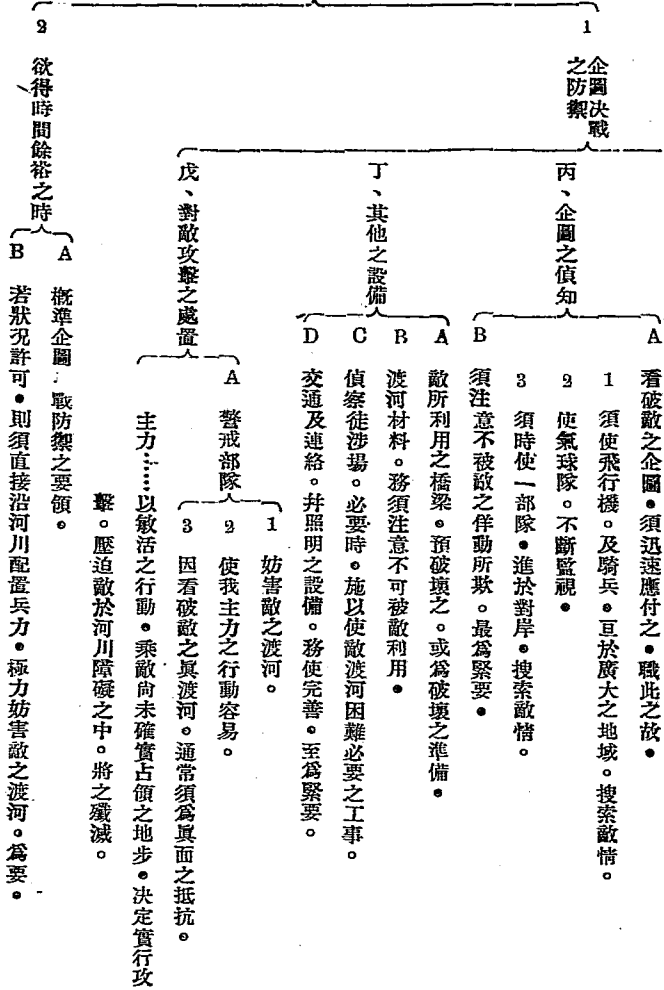 1 企圖決戰
之防禦
丙、企圖之偵知
A 看破敵之企圖。須迅速應付之。職此之故。
1 須使飛行機。及騎兵。亘於廣大之地域。搜索敵情。
2 使氣球隊。不斷監視。
3 須時使一部隊。進於對岸。搜索敵情。
B 須注意不被敵之佯動所欺。最爲緊要。
丁、其他之設備
A 敵所利用之橋梁。預破壞之。或爲破壞之準備。
B 渡河材料。務須注意不可被敵利用。
C 偵察徒涉場。必要時。施以使敵渡河困難必要之工事。
D 交通及連絡。幷照明之設備。務使完善。至爲緊要。
戊、對敵攻擊之處置
A 警戒部隊
1 妨害敵之渡河。
2 使我主力之行動容易。
3 因看破敵之眞渡河。通常須爲眞面之抵抗。
主力……以敏活之行動。乘敵尙未確實占領之地步。決定實行攻
擊。壓迫敵於河川障礙之中。將之殲滅。
2 欲得時間餘裕之時
A 槪準企圖 戰防禦之要領。
B 若狀況許可。則須直接沿河川配置兵力。極力妨害敵之渡河。爲要。